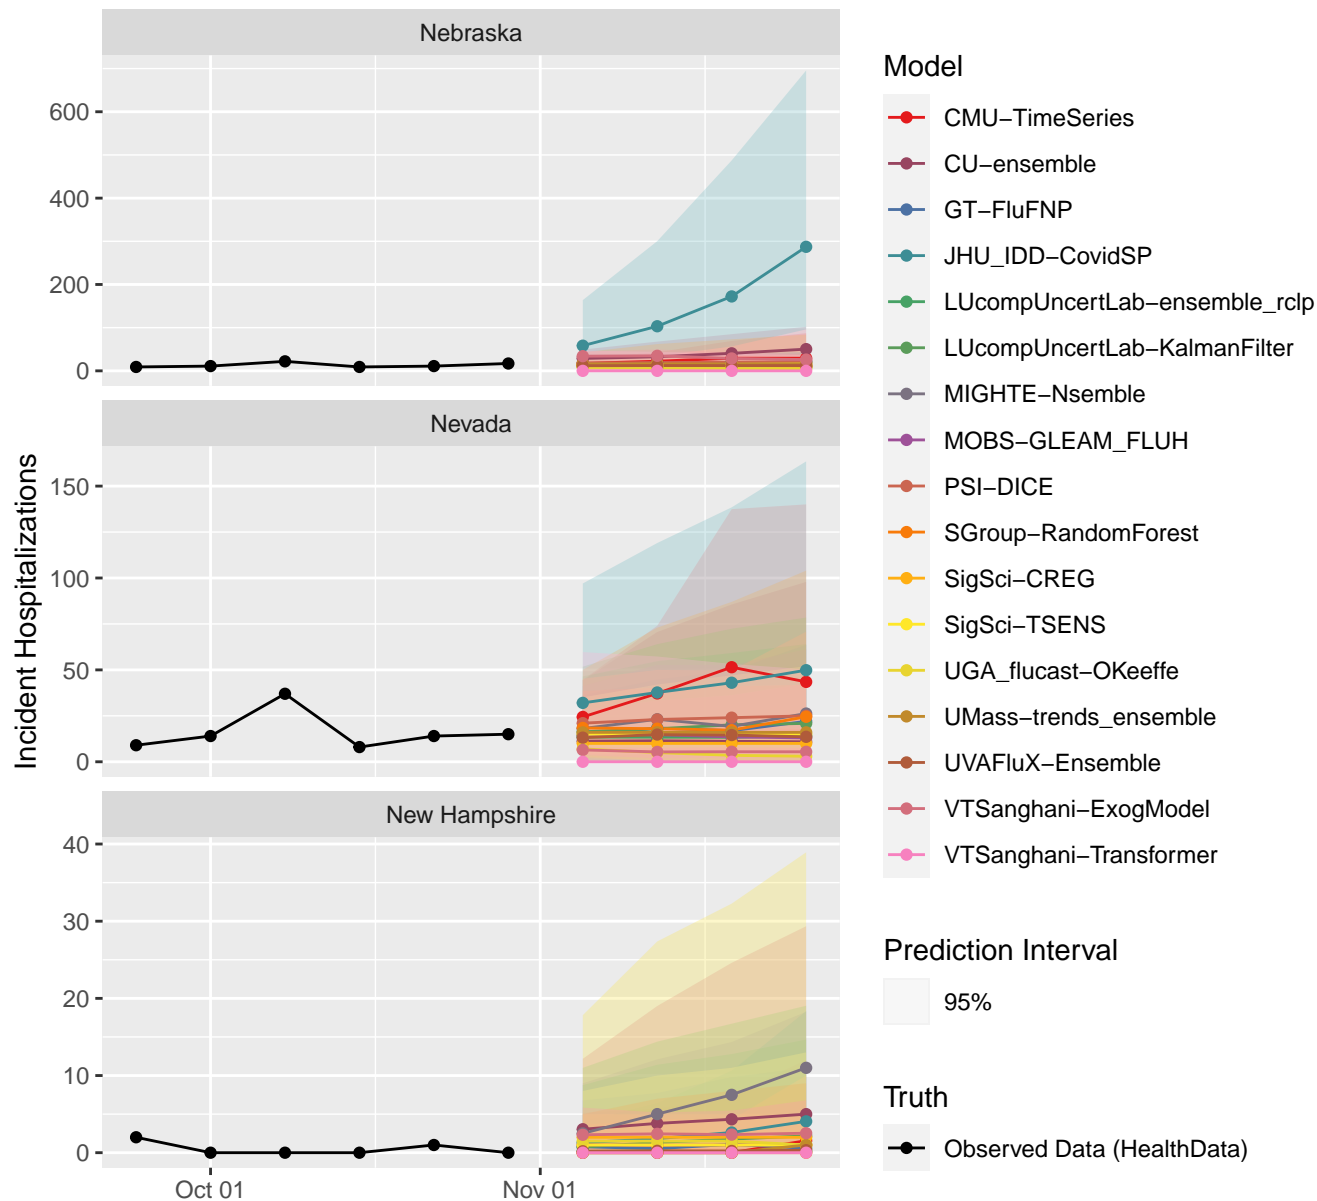 Nebraska
600
400
200
0
Nevada
150
100
50
0
New Hampshire
40
30
20
10
0
Oct 01
Nov 01
Incident Hospitalizations
Model
CMU−TimeSeries
CU−ensemble
GT−FluFNP
JHU_IDD−CovidSP
LUcompUncertLab−ensemble_rclp
LUcompUncertLab−KalmanFilter
MIGHTE−Nsemble
MOBS−GLEAM_FLUH
PSI−DICE
SGroup−RandomForest
SigSci−CREG
SigSci−TSENS
UGA_flucast−OKeeffe
UMass−trends_ensemble
UVAFluX−Ensemble
VTSanghani−ExogModel
VTSanghani−Transformer
Prediction Interval
95%
Truth
Observed Data (HealthData)